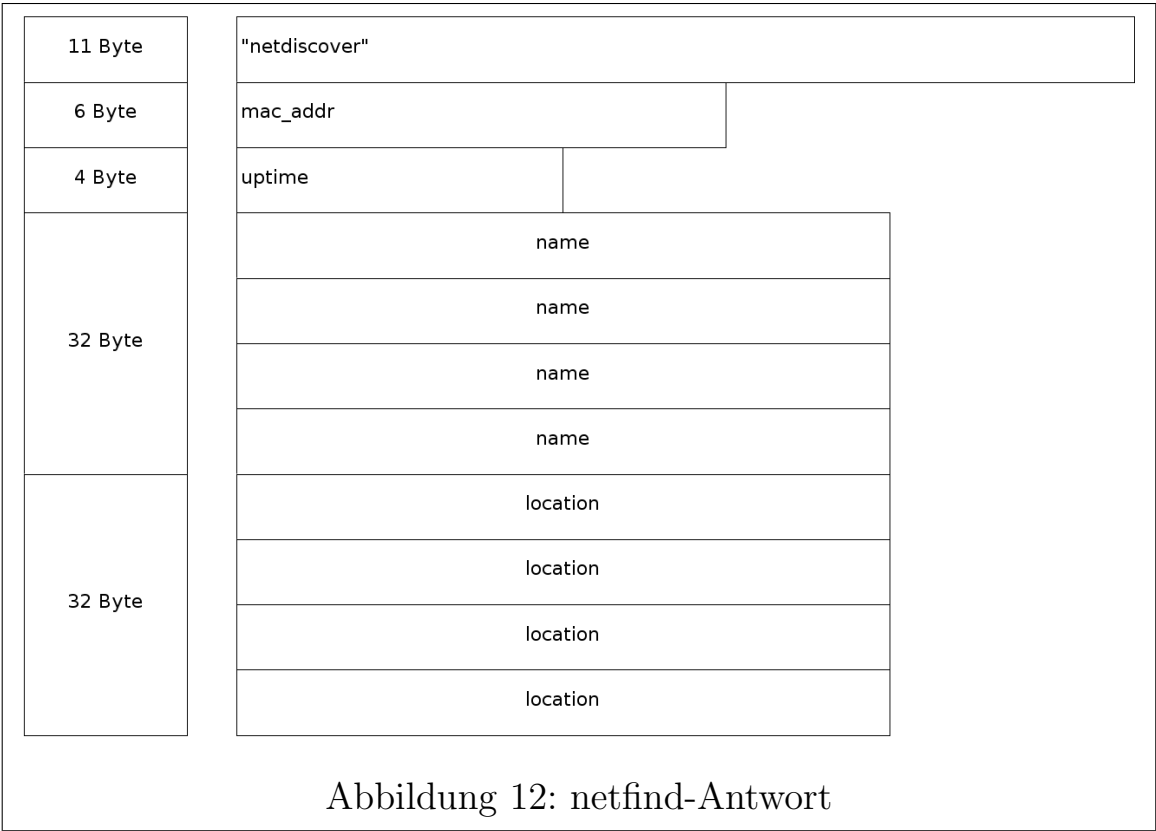 11 Byte "netdiscover"
6 Byte mac_addr
4 Byte uptime
name
name
32 Byte
name
name
location
location
32 Byte
location
location
Abbildung 12: netfind-Antwort